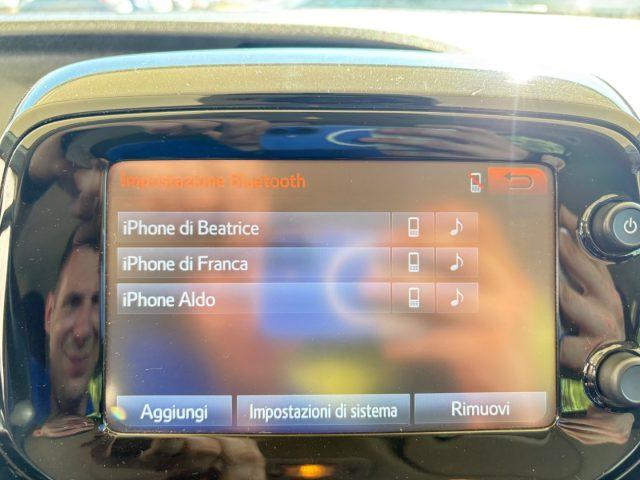 Impostazione Bluetooth
iPhone di Beatrice
iPhone di Franca
iPhone Aldo
Aggiungi Impostazioni di sistema Rimuovi